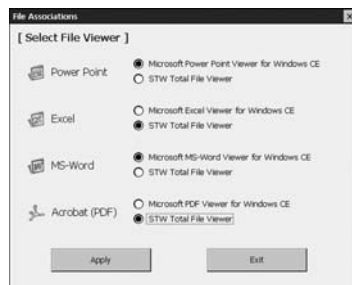 File Associations
[ Select File Viewer ]
Power Point
Microsoft Power Point Viewer for Windows CE
STW Total File Viewer
Excel
Microsoft Excel Viewer for Windows CE
STW Total File Viewer
MS-Word
Microsoft MS-Word Viewer for Windows CE
STW Total File Viewer
Acrobat (PDF)
Microsoft PDF Viewer for Windows CE
STW Total File Viewer
Apply
Exit